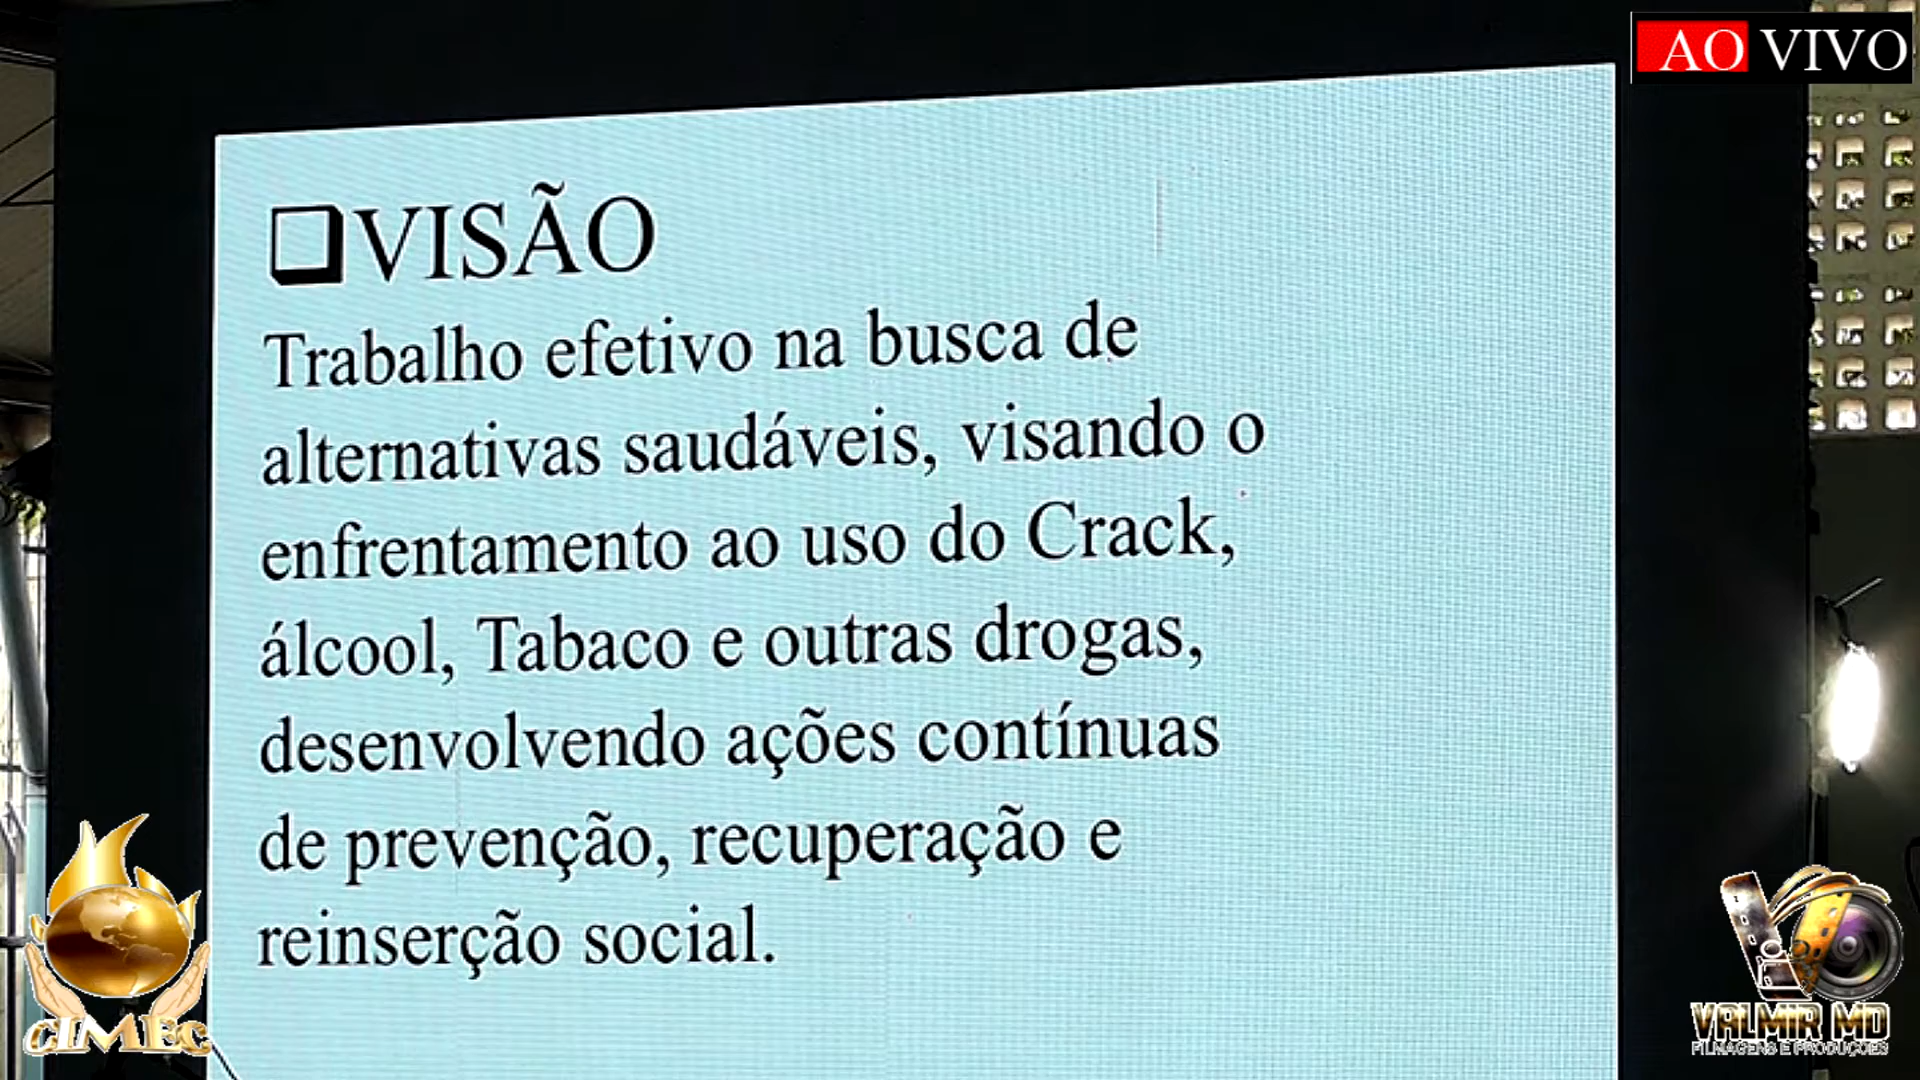 AO VIVO
❑VISÃO
Trabalho efetivo na busca de
alternativas saudáveis, visando o
enfrentamento ao uso do Crack,
álcool, Tabaco e outras drogas,
desenvolvendo ações contínuas
de prevenção, recuperação e
reinserção social.
CIMEC
VALMIR MD
FILMAGENS E PRODUÇÕES